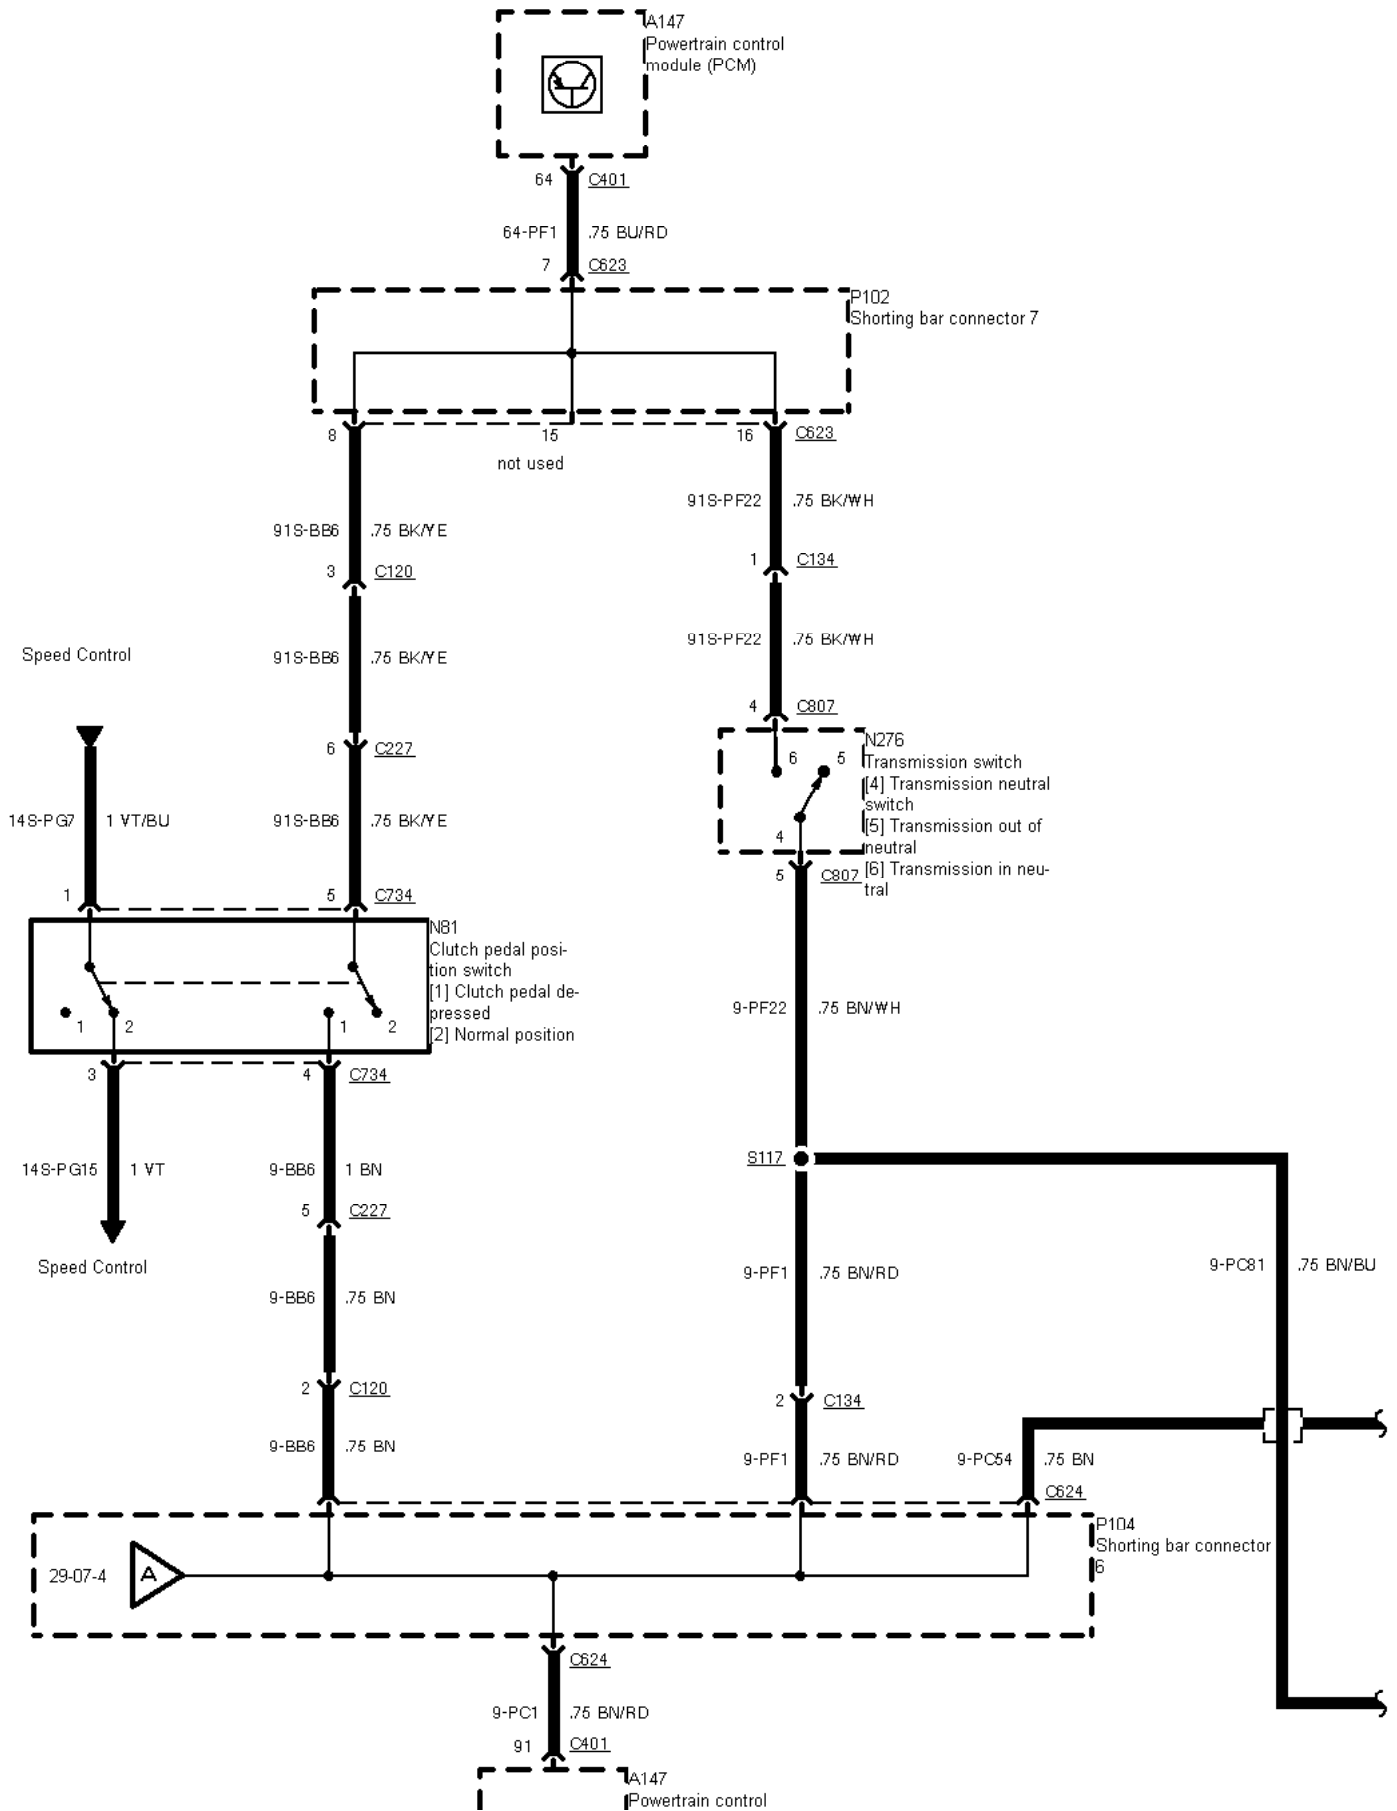 A147
Powertrain control
module (PCM)
64 C401
64-PF1 .75 BU/RD
7 C623
P102
Shorting bar connector 7
8 15 16 C623
not used
91S-PF22 .75 BK/WH
91S-BB6 .75 BK/YE
1 C134
3 C120
91S-PF22 .75 BK/WH
Speed Control
91S-BB6 .75 BK/YE
4 C807
6 C227
N276
Transmission switch
[4] Transmission neutral
switch
[5] Transmission out of
neutral
[6] Transmission in neu-
tral
6 5
4
5 C807
14S-PG7 1 VT/BU
91S-BB6 .75 BK/YE
1 5 C734
N81
Clutch pedal posi-
tion switch
[1] Clutch pedal de-
pressed
[2] Normal position
1 2 1 2
9-PF22 .75 BN/WH
3 4 C734
S117
14S-PG15 1 VT
9-BB6 1 BN
5 C227
Speed Control
9-PF1 .75 BN/RD
9-PC81 .75 BN/BU
9-BB6 .75 BN
2 C120
2 C134
9-BB6 .75 BN
9-PF1 .75 BN/RD
9-PC54 .75 BN
C624
P104
Shorting bar connector
6
29-07-4 A
C624
9-PC1 .75 BN/RD
91 C401
A147
Powertrain control